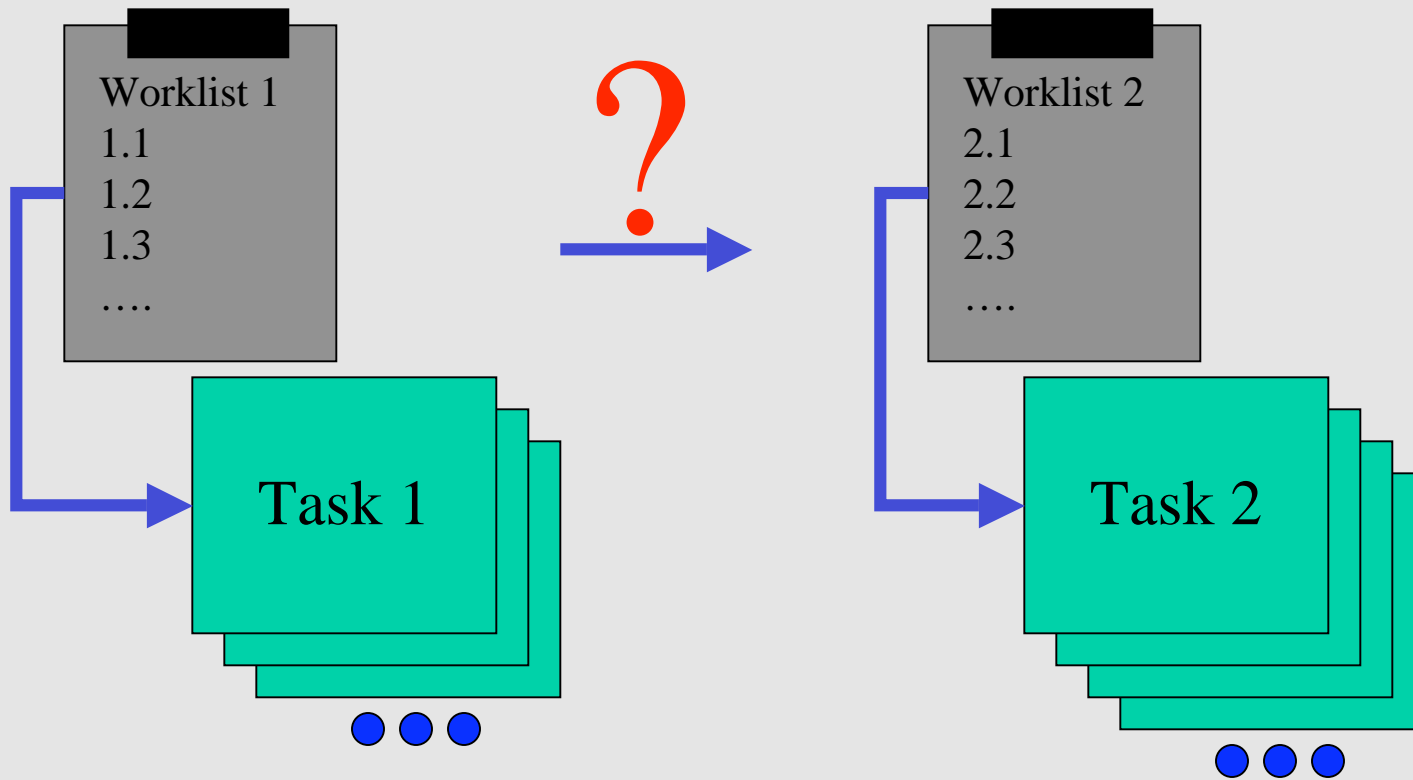 Worklist 1
1.1
1.2
1.3
….
Task 1
?
Worklist 2
2.1
2.2
2.3
….
Task 2